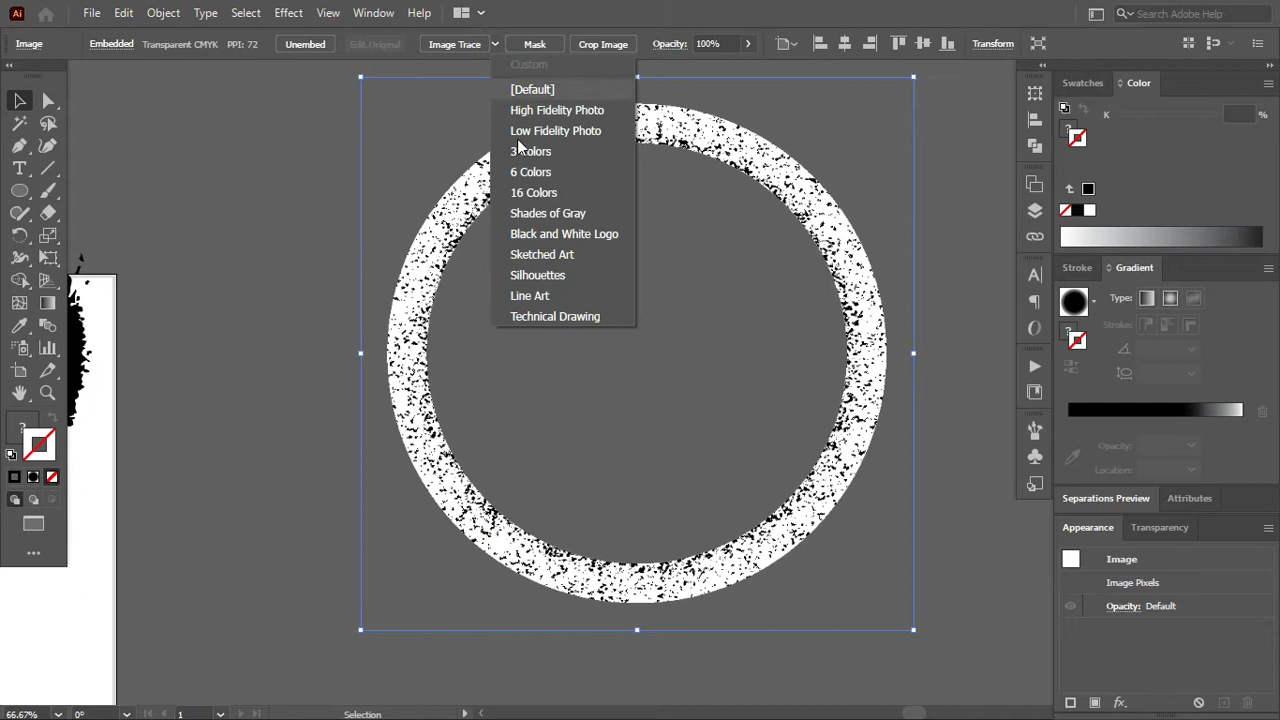 Ai File Edit Object Type Select Effect View Window Help Search Adobe Help
Image Embedded Transparent CMYK PPI: 72 Unembed Edit Original Image Trace Mask Crop Image Opacity: 100% Transform
Custom
[Default]
High Fidelity Photo
Low Fidelity Photo
3 Colors
6 Colors
16 Colors
Shades of Gray
Black and White Logo
Sketched Art
Silhouettes
Line Art
Technical Drawing
Swatches Color
K %
Stroke Gradient
Type:
Stroke:
Opacity:
Location:
Separations Preview Attributes
Appearance Transparency
Image
Image Pixels
Opacity: Default
66.67% 0° 1 Selection